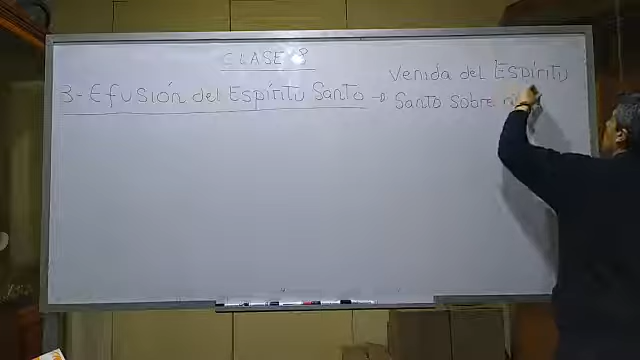 CLASE 8
3- Efusión del Espíritu Santo → Venida del Espíritu
Santo sobre